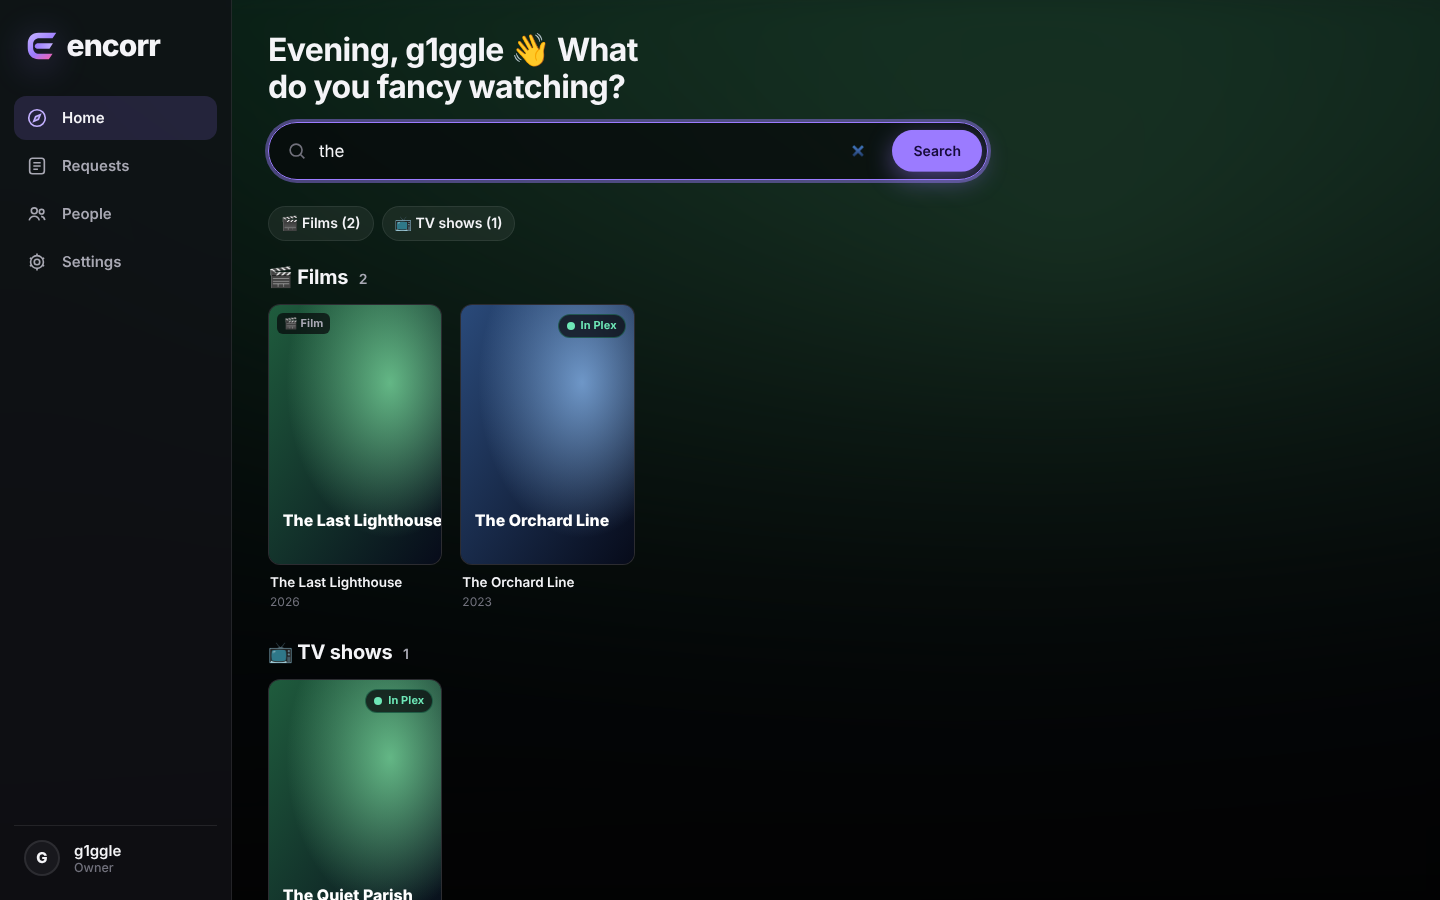 encorr
Home
Requests
People
Settings
g1ggle
Owner
G
Evening, g1ggle 👋 What
do you fancy watching?
the
Search
🎬 Films (2)
📺 TV shows (1)
🎬 Films 2
🎬 Film
The Last Lighthouse
The Last Lighthouse
2026
In Plex
The Orchard Line
The Orchard Line
2023
📺 TV shows 1
In Plex
The Quiet Parish